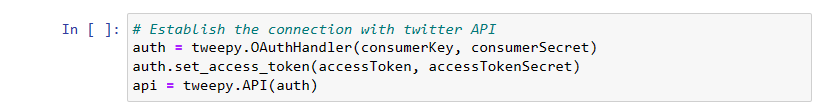 In [ ]: # Establish the connection with twitter API
auth = tweepy.OAuthHandler(consumerKey, consumerSecret)
auth.set_access_token(accessToken, accessTokenSecret)
api = tweepy.API(auth)